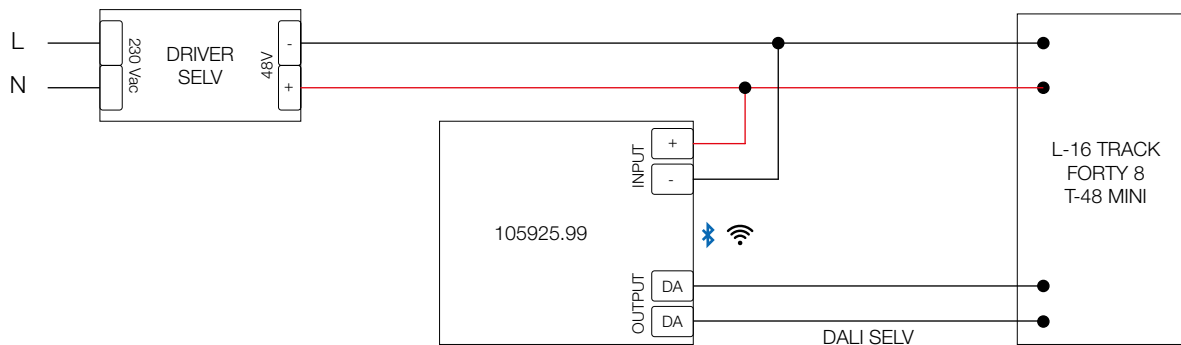 L
N
230 Vac
DRIVER
SELV
48V
-
+
INPUT
+
-
105925.99
OUTPUT
DA
DA
DALI SELV
L-16 TRACK
FORTY 8
T-48 MINI